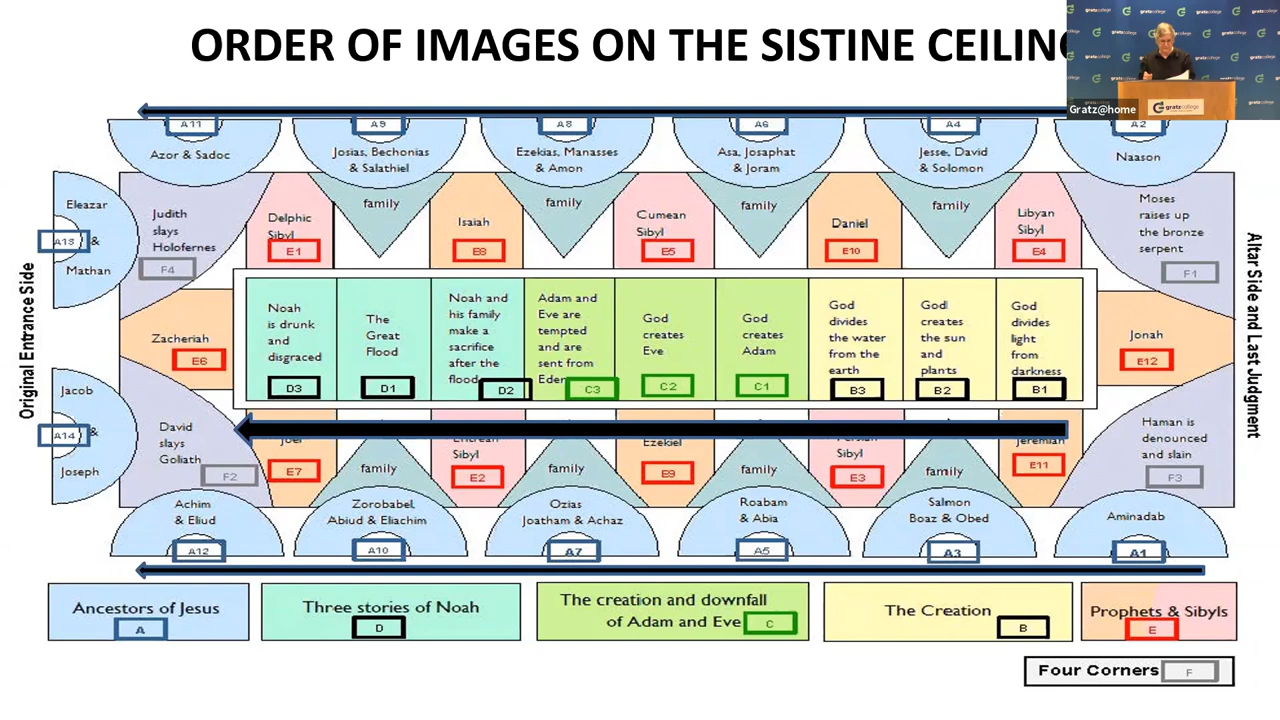 ORDER OF IMAGES ON THE SISTINE CEILING
Gratz@home
gratzcollege
A11
A9
A8
A6
A4
A2
Azor & Sadoc
Josias, Bechonias
& Salathiel
Ezekias, Manasses
& Amon
Asa, Josaphat
& Joram
Jesse, David
& Solomon
Naason
Eleazar
A13 &
Mathan
Judith
slays
Holofernes
F4
Delphic
Sibyl
E1
family
Isaiah
E8
family
Cumean
Sibyl
E5
family
Daniel
E10
family
Libyan
Sibyl
E4
Moses
raises up
the bronze
serpent
F1
Original Entrance Side
Altar Side and Last Judgment
Zacheriah
E6
Noah
is drunk
and
disgraced
D3
The
Great
Flood
D1
Noah and
his family
make a
sacrifice
after the
flood
D2
Adam and
Eve are
tempted
and are
sent from
Eden
C3
God
creates
Eve
C2
God
creates
Adam
C1
God
divides
the water
from the
earth
B3
God
creates
the sun
and
plants
B2
God
divides
light
from
darkness
B1
Jonah
E12
Jacob
A14 &
Joseph
David
slays
Goliath
F2
Joel
E7
family
Eritrean
Sibyl
E2
family
Ezekiel
E9
family
Persian
Sibyl
E3
family
Jeremiah
E11
Haman is
denounced
and slain
F3
Achim
& Eliud
A12
Zorobabel,
Abiud & Eliachim
A10
Ozias
Joatham & Achaz
A7
Roabam
& Abia
A5
Salmon
Boaz & Obed
A3
Aminadab
A1
Ancestors of Jesus
A
Three stories of Noah
D
The creation and downfall
of Adam and Eve C
The Creation
B
Prophets & Sibyls
E
Four Corners F